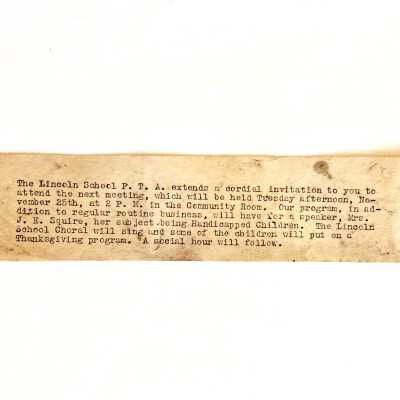 The Lincoln School P. T. A. extends a cordial invitation to you to
attend the next meeting, which will be held Tuesday afternoon, No-
vember 25th, at 2 P. M. in the Community Room. Our program, in ad-
dition to regular routine business, will have for a speaker, Mrs.
J. E. Squire, her subject being Handicapped Children. The Lincoln
School Choral will sing and some of the children will put on a
Thanksgiving program. A social hour will follow.